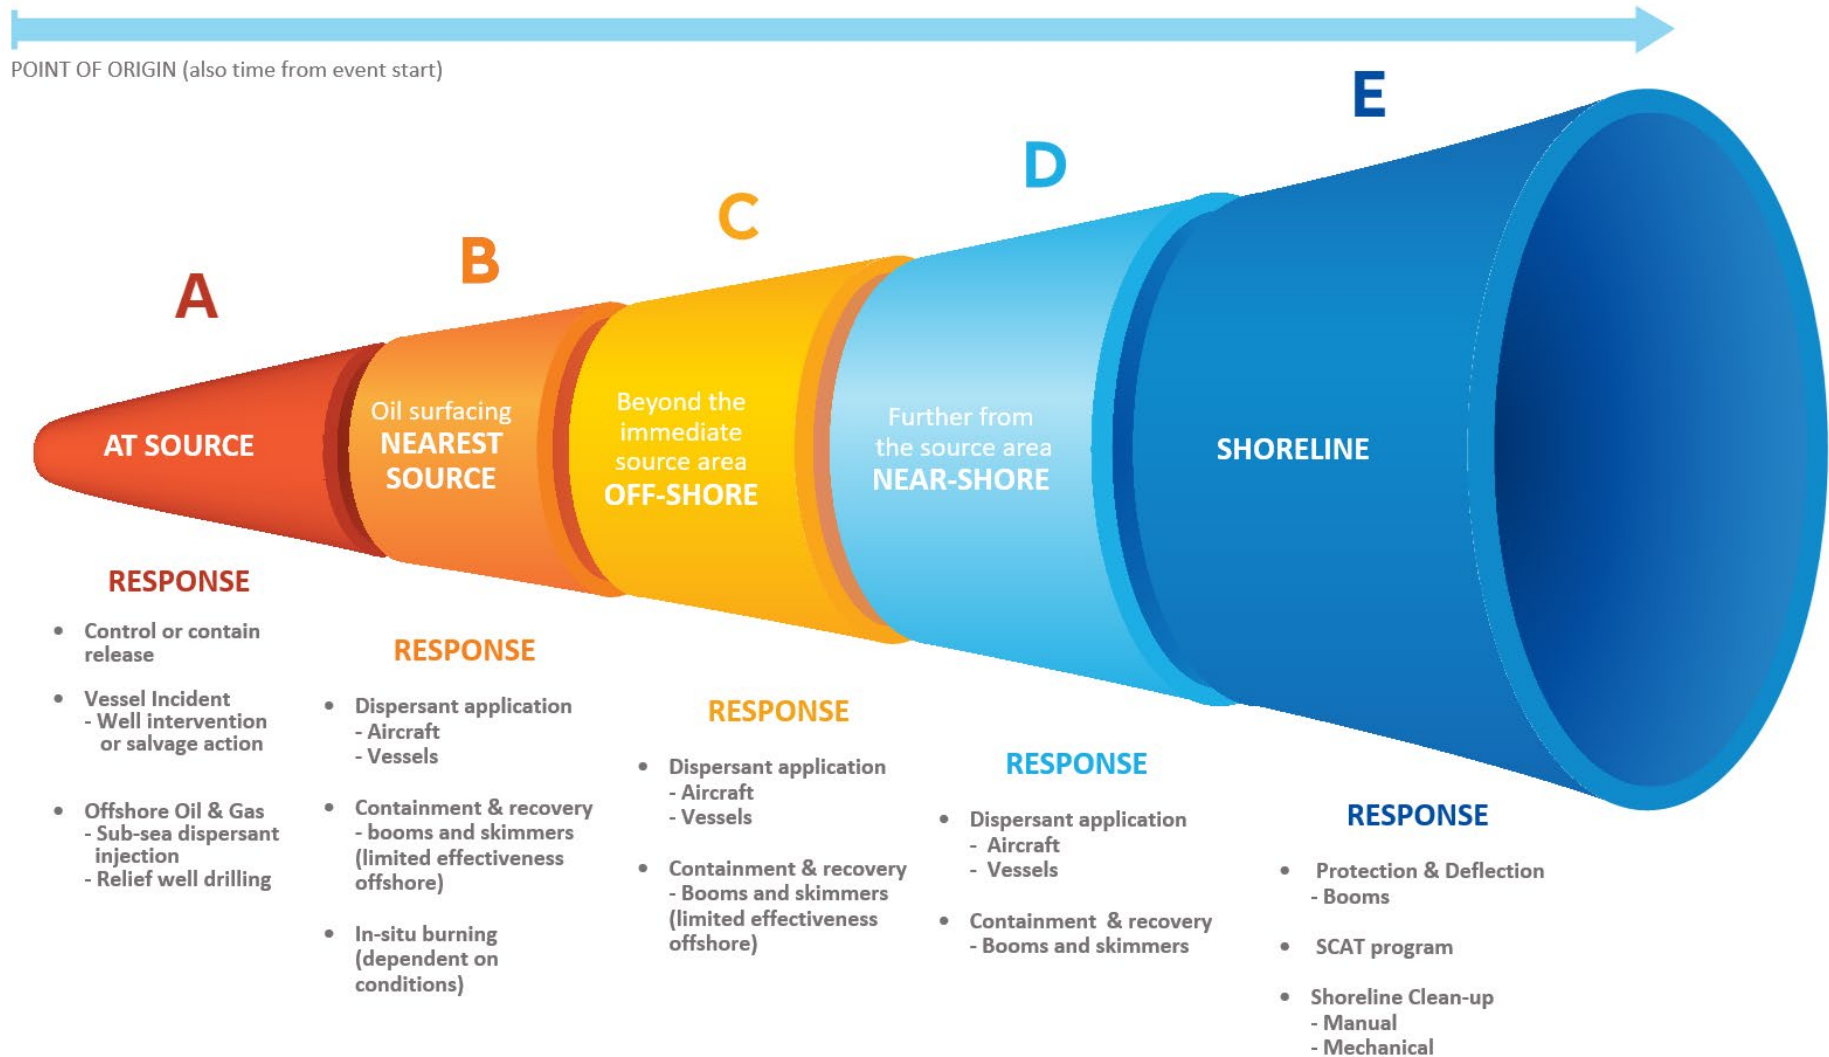 POINT OF ORIGIN (also time from event start)
A
B
C
D
E
AT SOURCE
Oil surfacing
NEAREST
SOURCE
Beyond the
immediate
source area
OFF-SHORE
Further from
the source area
NEAR-SHORE
SHORELINE
RESPONSE
• Control or contain
release
• Vessel Incident
- Well intervention
or salvage action
• Offshore Oil & Gas
- Sub-sea dispersant
injection
- Relief well drilling
RESPONSE
• Dispersant application
- Aircraft
- Vessels
• Containment & recovery
- booms and skimmers
(limited effectiveness
offshore)
• In-situ burning
(dependent on
conditions)
RESPONSE
• Dispersant application
- Aircraft
- Vessels
• Containment & recovery
- Booms and skimmers
(limited effectiveness
offshore)
RESPONSE
• Dispersant application
- Aircraft
- Vessels
• Containment & recovery
- Booms and skimmers
RESPONSE
• Protection & Deflection
- Booms
• SCAT program
• Shoreline Clean-up
- Manual
- Mechanical